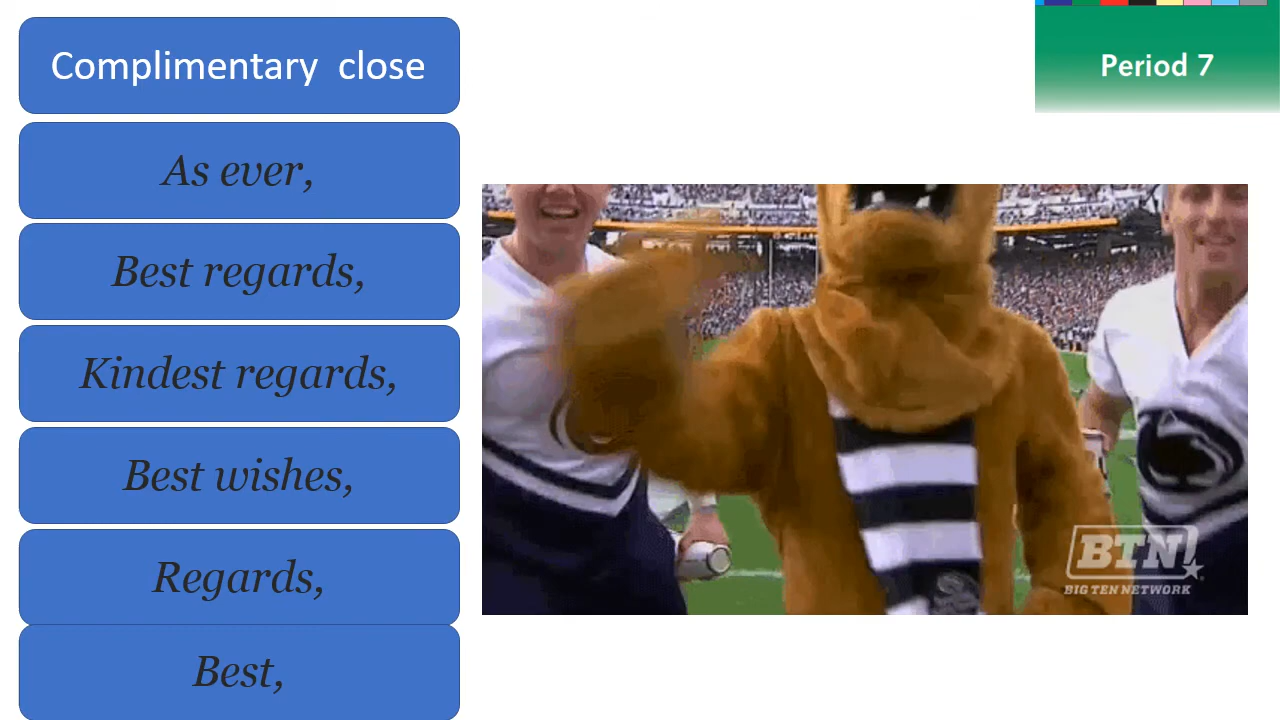 Complimentary close
Period 7
As ever,
Best regards,
Kindest regards,
Best wishes,
Regards,
Best,
BTN
BIG TEN NETWORK